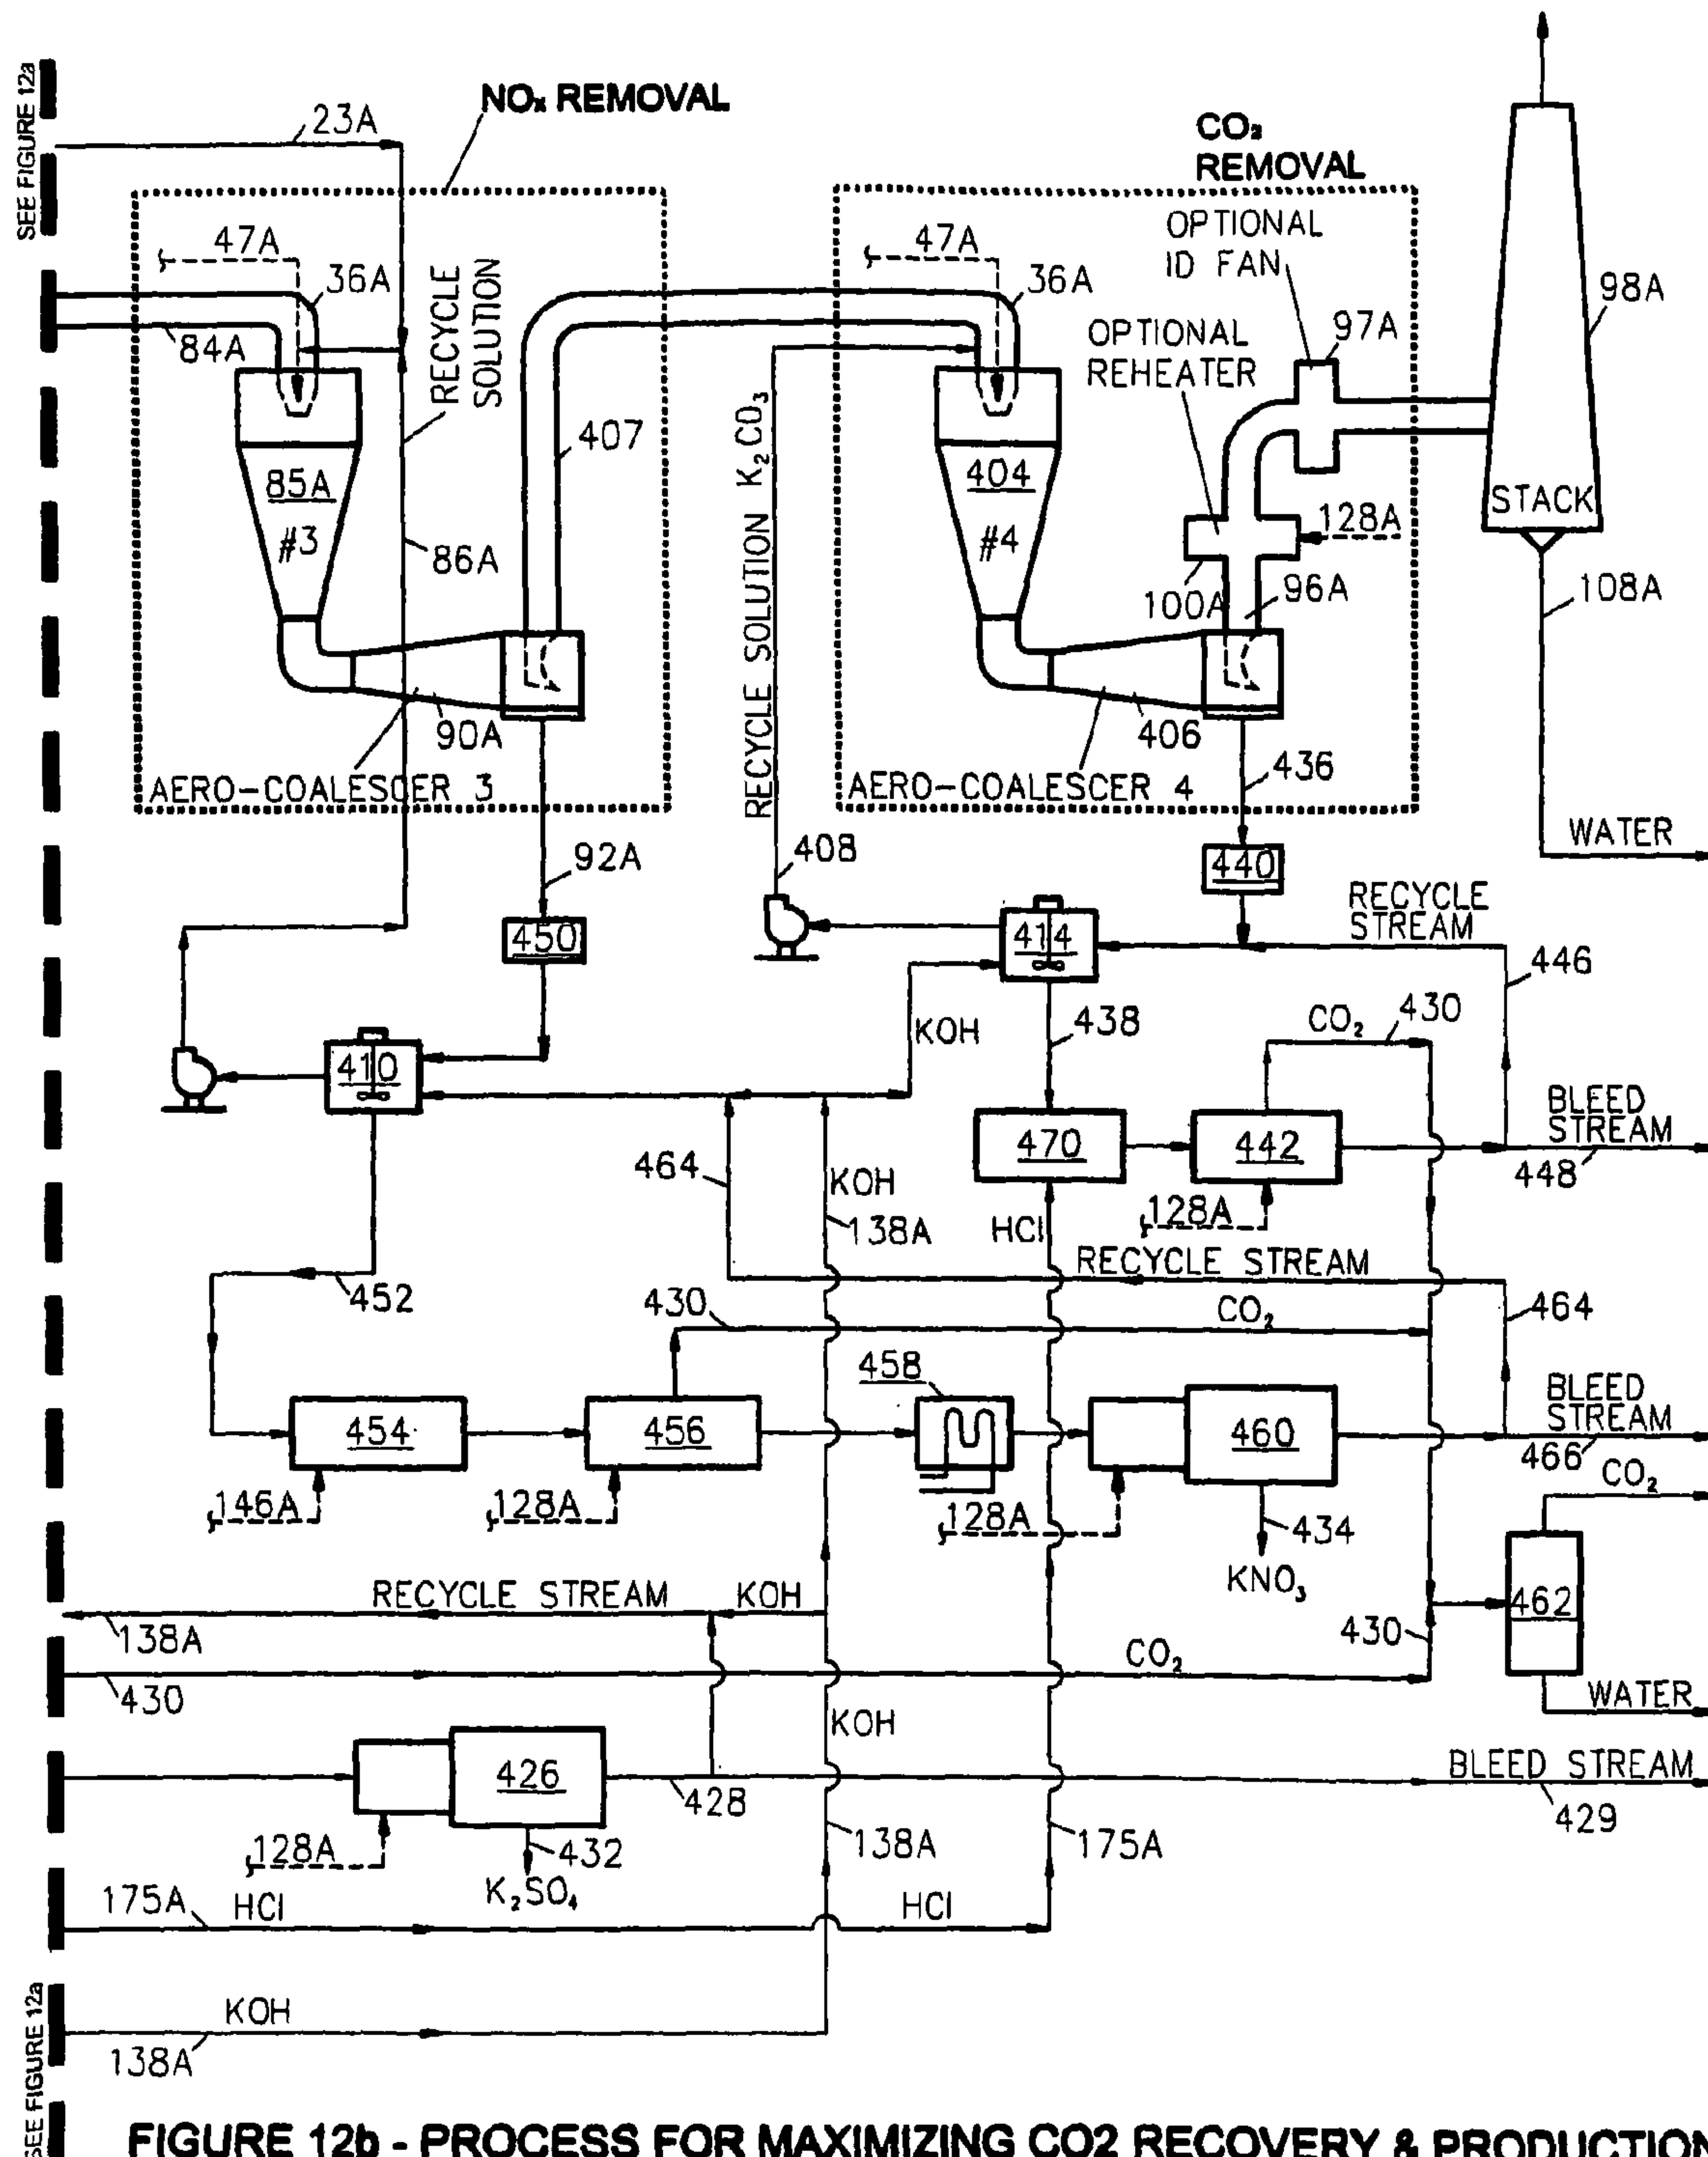 SEE FIGURE 12a
23A
NOx REMOVAL
CO₂
REMOVAL
47A
36A
84A
RECYCLE
SOLUTION
85A
#3
86A
407
90A
AERO-COALESCER 3
47A
36A
OPTIONAL
ID FAN
OPTIONAL
REHEATER
97A
98A
404
#4
STACK
128A
100A
96A
108A
406
AERO-COALESCER 4
RECYCLE SOLUTION K₂CO₃
436
WATER
92A
408
440
450
414
RECYCLE
STREAM
446
KOH
438
CO₂
430
410
470
442
BLEED
STREAM
448
464
KOH
138A
HCl
128A
RECYCLE STREAM
452
430
CO₂
464
458
454
456
460
BLEED
STREAM
466
146A
128A
128A
434
KNO₃
CO₂
462
RECYCLE STREAM
KOH
138A
430
CO₂
430
WATER
KOH
426
428
BLEED STREAM
429
128A
432
K₂SO₄
138A
175A
175A
HCl
HCl
KOH
138A
SEE FIGURE 12a
FIGURE 12b - PROCESS FOR MAXIMIZING CO2 RECOVERY & PRODUCTION